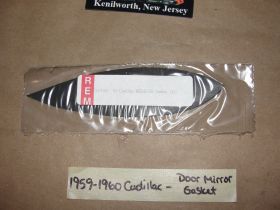 Kenilworth, New Jersey
REM
1959-1960 Cadillac - Door Mirror
Gasket